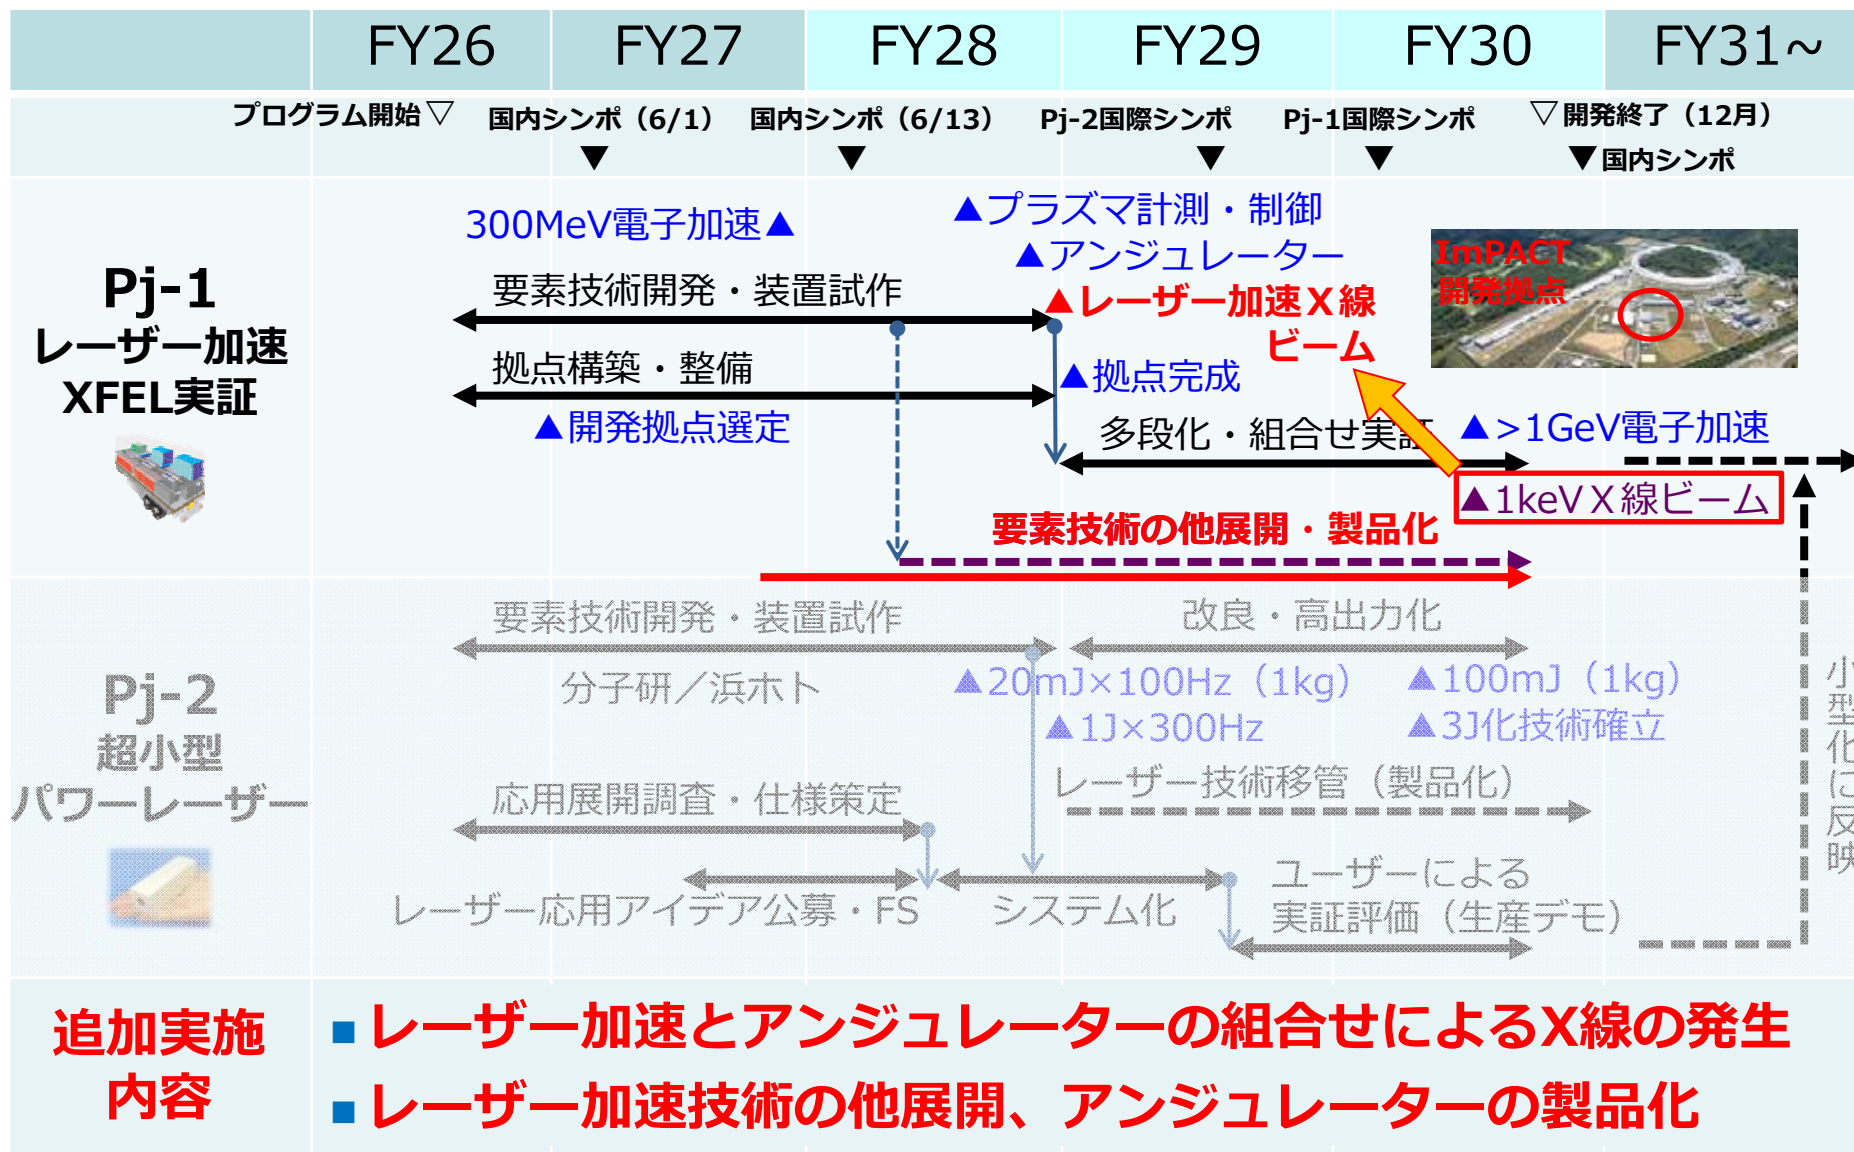 FY26 FY27 FY28 FY29 FY30 FY31~
プログラム開始▽ 国内シンポ（6/1） 国内シンポ（6/13） Pj-2国際シンポ Pj-1国際シンポ ▽開発終了（12月）
▼ ▼ ▼ ▼ ▼国内シンポ
Pj-1
レーザー加速
XFEL実証
300MeV電子加速▲
▲プラズマ計測・制御
▲アンジュレーター
要素技術開発・装置試作
▲レーザー加速Ｘ線
ビーム
ImPACT
開発拠点
拠点構築・整備
▲拠点完成
▲開発拠点選定
多段化・組合せ実証
▲>1GeV電子加速
▲1keVＸ線ビーム
要素技術の他展開・製品化
Pj-2
超小型
パワーレーザー
要素技術開発・装置試作
改良・高出力化
分子研／浜ホト
▲20mJ×100Hz（1kg）
▲100mJ（1kg）
▲1J×300Hz
▲3J化技術確立
レーザー技術移管（製品化）
応用展開調査・仕様策定
レーザー応用アイデア公募・FS
システム化
ユーザーによる
実証評価（生産デモ）
小型化に反映
追加実施
内容
■レーザー加速とアンジュレーターの組合せによるX線の発生
■レーザー加速技術の他展開、アンジュレーターの製品化